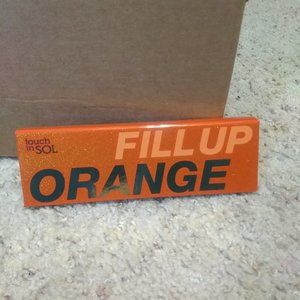 touch
in SOL
FILL UP
ORANGE